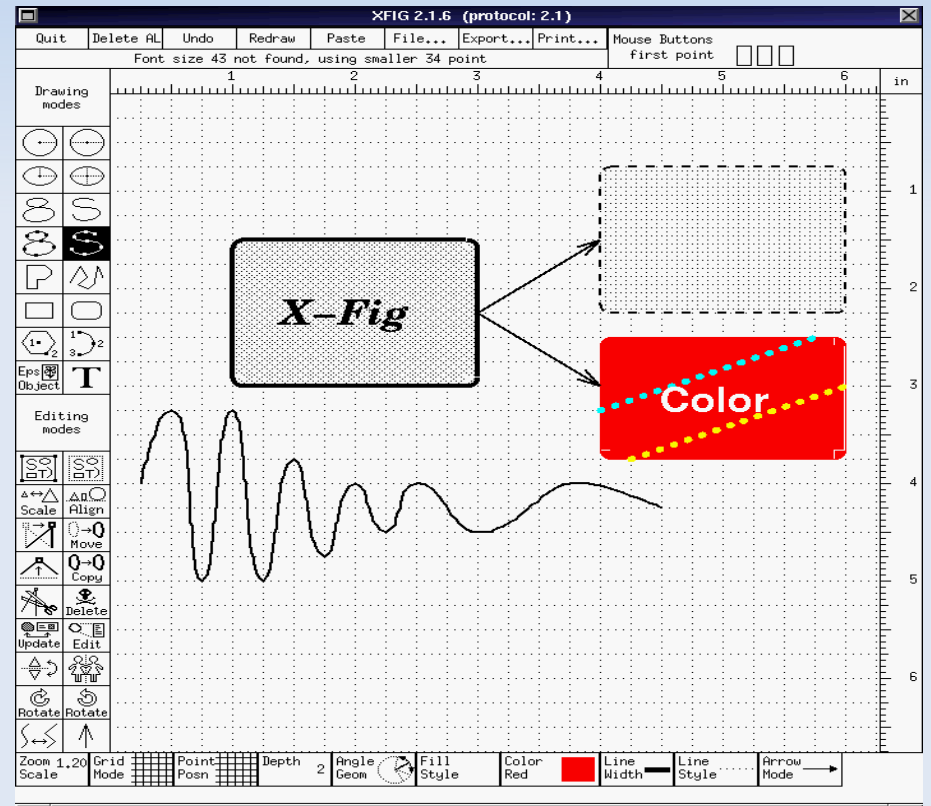 XFIG 2.1.6 (protocol: 2.1)
Quit Delete AL Undo Redraw Paste File... Export... Print... Mouse Buttons
Font size 43 not found, using smaller 34 point first point
1 2 3 4 5 6 in
Drawing
modes
1
2
X-Fig
1 2
3
Eps
Object T
3
Color
Editing
modes
4
Scale Align
Move
Copy
5
Delete
Update Edit
6
Rotate Rotate
Zoom 1.20 Grid Point Depth Angle Fill Color Line Line Arrow
Scale Mode Posn 2 Geom Style Red Width Style Mode